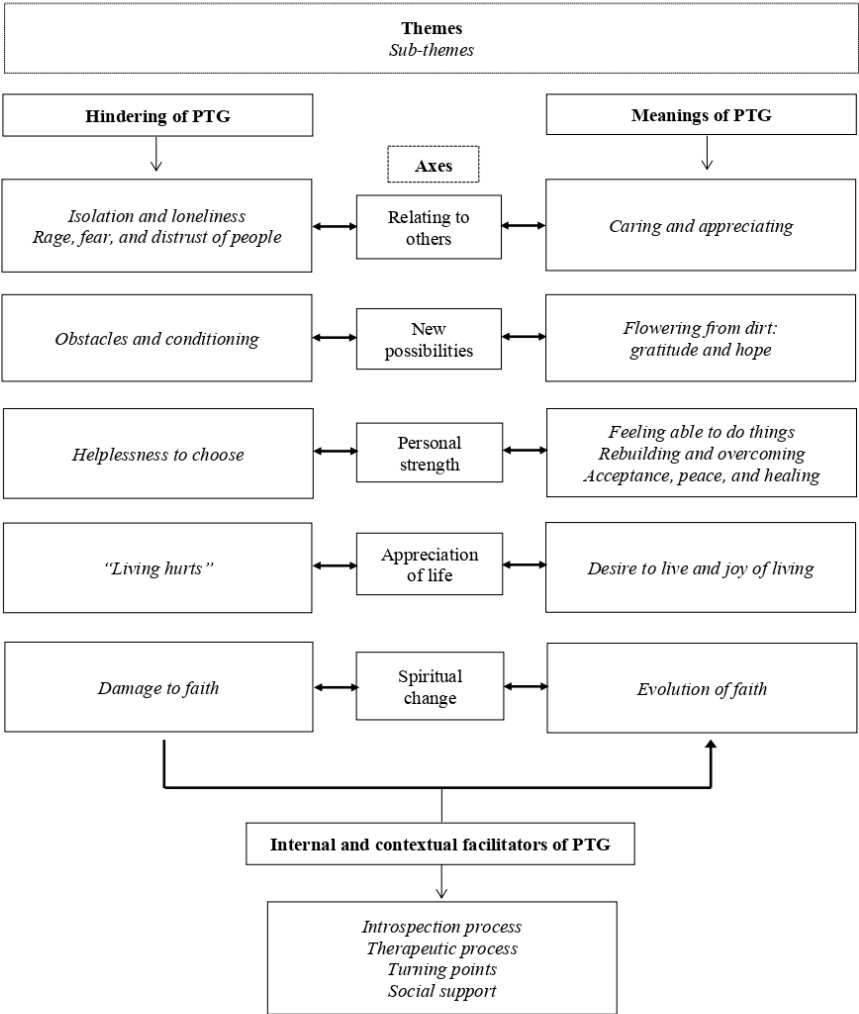 Themes
Sub-themes
Hindering of PTG
Meanings of PTG
Axes
Isolation and loneliness
Rage, fear, and distrust of people
Relating to
others
Caring and appreciating
Obstacles and conditioning
New
possibilities
Flowering from dirt:
gratitude and hope
Helplessness to choose
Personal
strength
Feeling able to do things
Rebuilding and overcoming
Acceptance, peace, and healing
“Living hurts”
Appreciation
of life
Desire to live and joy of living
Damage to faith
Spiritual
change
Evolution of faith
Internal and contextual facilitators of PTG
Introspection process
Therapeutic process
Turning points
Social support